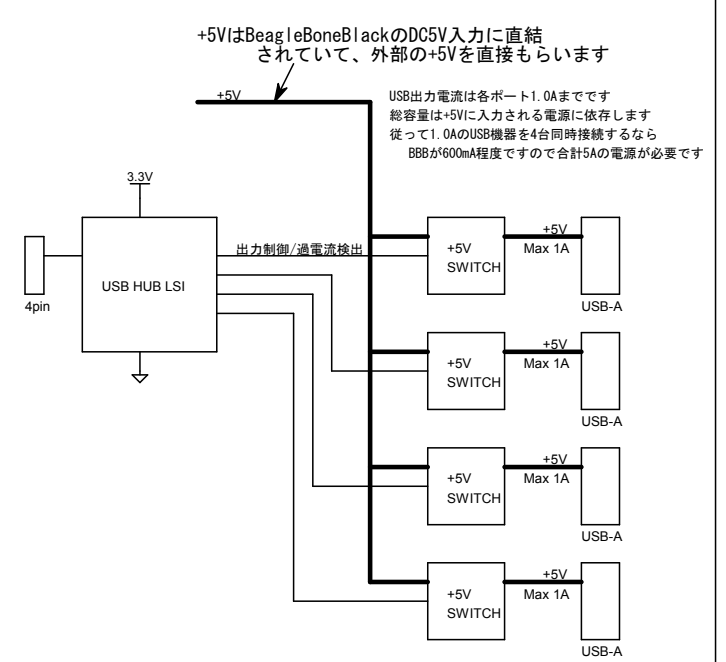 +5VはBeagleBoneBlackのDC5V入力に直結
されていて、外部の+5Vを直接もらいます
+5V
USB出力電流は各ポート1.0Aまでです
総容量は+5Vに入力される電源に依存します
従って1.0AのUSB機器を4台同時接続するなら
BBBが600mA程度ですので合計5Aの電源が必要です
3.3V
4pin
USB HUB LSI
出力制御/過電流検出
+5V
SWITCH
+5V
Max 1A
USB-A
+5V
SWITCH
+5V
Max 1A
USB-A
+5V
SWITCH
+5V
Max 1A
USB-A
+5V
SWITCH
+5V
Max 1A
USB-A